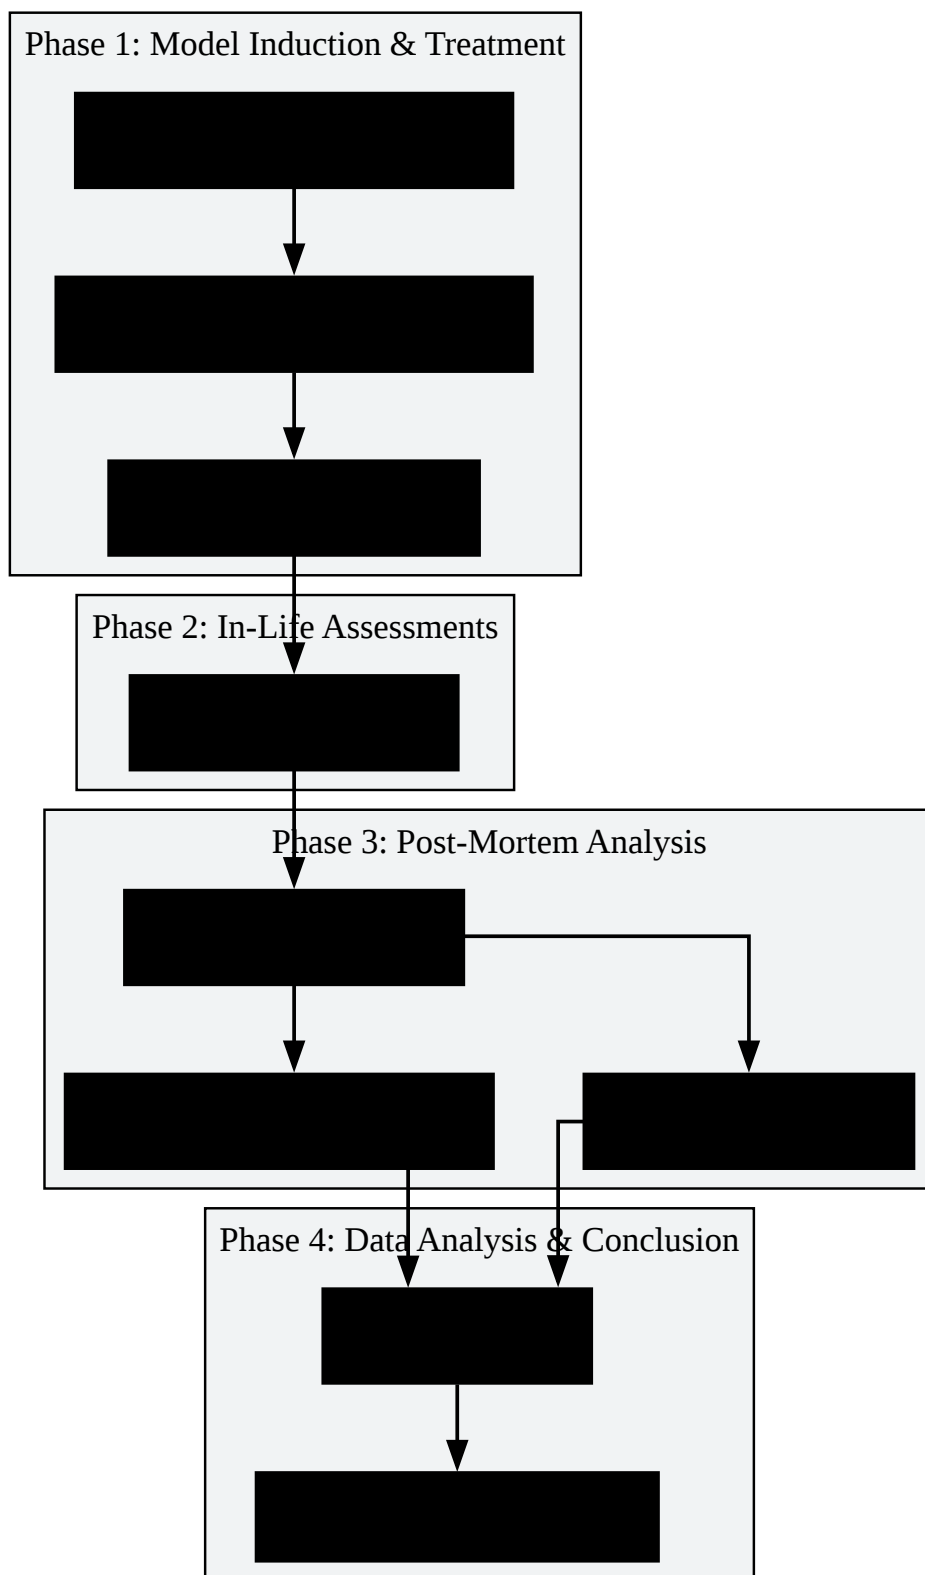 Phase 1: Model Induction & Treatment
Phase 2: In-Life Assessments
Phase 3: Post-Mortem Analysis
Phase 4: Data Analysis & Conclusion